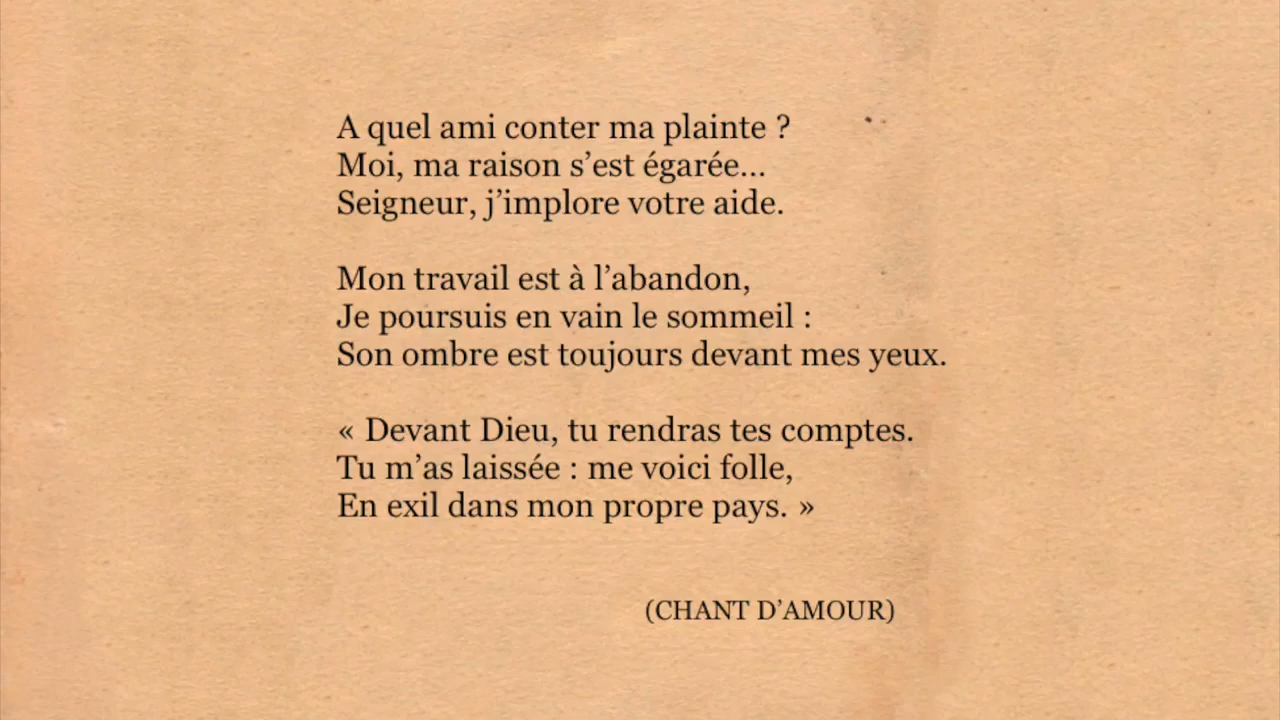 A quel ami conter ma plainte ?
Moi, ma raison s’est égarée…
Seigneur, j’implore votre aide.
Mon travail est à l’abandon,
Je poursuis en vain le sommeil :
Son ombre est toujours devant mes yeux.
« Devant Dieu, tu rendras tes comptes.
Tu m’as laissée : me voici folle,
En exil dans mon propre pays. »
(CHANT D’AMOUR)